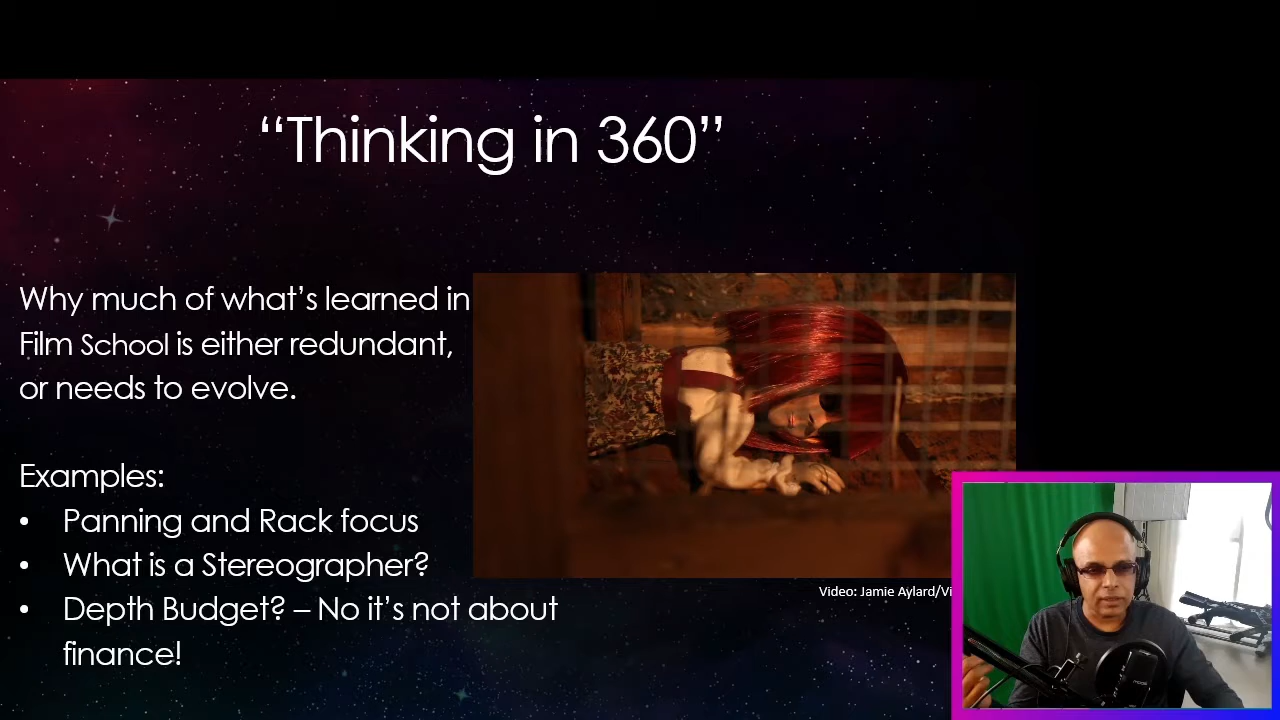 “Thinking in 360”
Why much of what’s learned in
Film School is either redundant,
or needs to evolve.
Examples:
• Panning and Rack focus
• What is a Stereographer?
• Depth Budget? – No it’s not about
finance!
Video: Jamie Aylard/